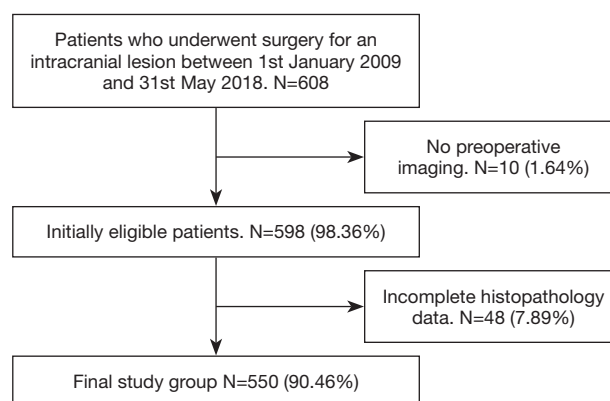 Patients who underwent surgery for an
intracranial lesion between 1st January 2009
and 31st May 2018. N=608
No preoperative
imaging. N=10 (1.64%)
Initially eligible patients. N=598 (98.36%)
Incomplete histopathology
data. N=48 (7.89%)
Final study group N=550 (90.46%)